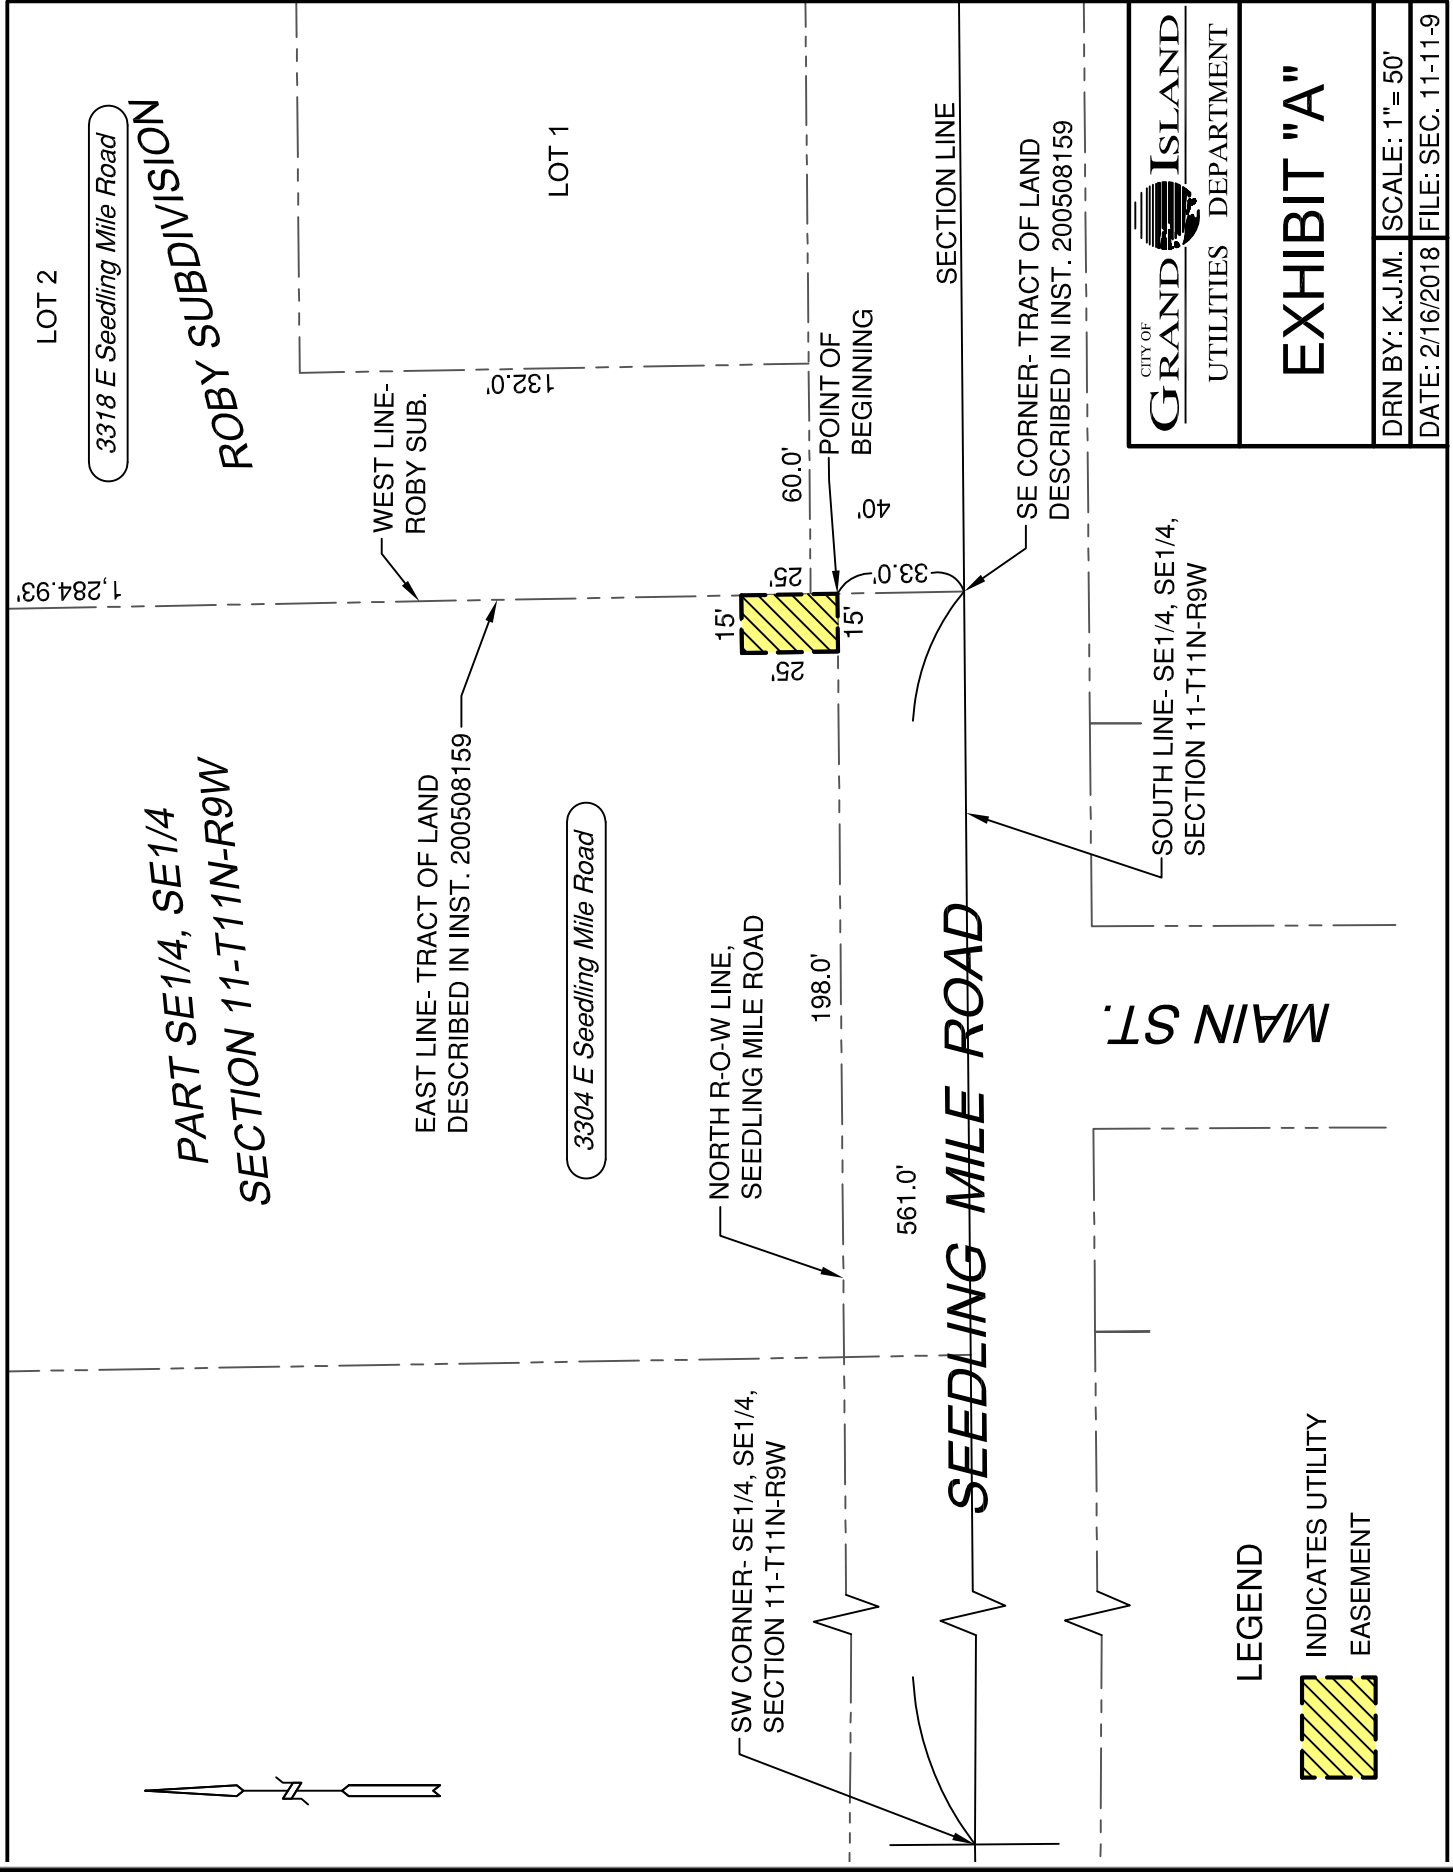 LOT 2
3318 E Seedling Mile Road
ROBY SUBDIVISION
LOT 1
132.0'
WEST LINE-
ROBY SUB.
1,284.93'
PART SE1/4, SE1/4
SECTION 11-T11N-R9W
EAST LINE- TRACT OF LAND
DESCRIBED IN INST. 200508159
3304 E Seedling Mile Road
15'
25'
25'
15'
60.0'
POINT OF
BEGINNING
40'
33.0'
SECTION LINE
SE CORNER- TRACT OF LAND
DESCRIBED IN INST. 200508159
NORTH R-O-W LINE,
SEEDLING MILE ROAD
198.0'
561.0'
SEEDLING MILE ROAD
SOUTH LINE- SE1/4, SE1/4,
SECTION 11-T11N-R9W
MAIN ST.
SW CORNER- SE1/4, SE1/4,
SECTION 11-T11N-R9W
N
LEGEND
INDICATES UTILITY
EASEMENT
CITY OF
GRAND ISLAND
UTILITIES DEPARTMENT
EXHIBIT "A"
DRN BY: K.J.M.
SCALE: 1"= 50'
DATE: 2/16/2018
FILE: SEC. 11-11-9